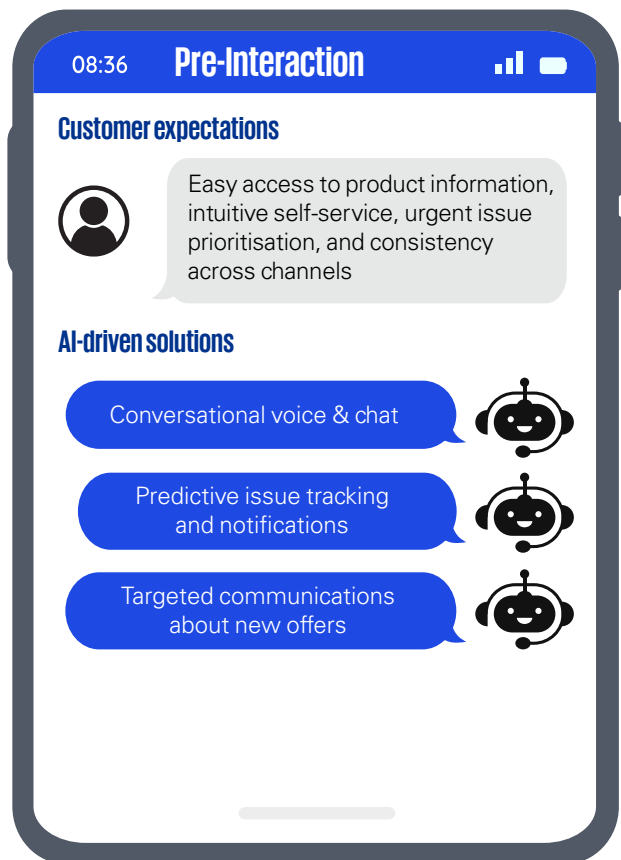 08:36
Pre-Interaction
Customer expectations
Easy access to product information,
intuitive self-service, urgent issue
prioritisation, and consistency
across channels
AI-driven solutions
Conversational voice & chat
Predictive issue tracking
and notifications
Targeted communications
about new offers